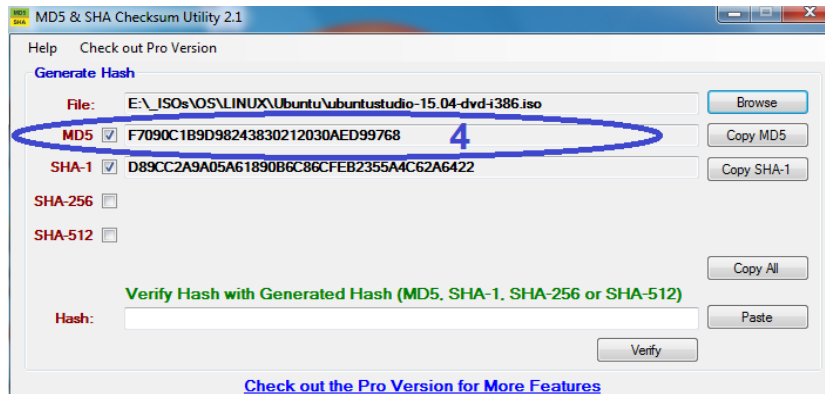 MD5 SHA MD5 & SHA Checksum Utility 2.1
Help Check out Pro Version
Generate Hash
File: E:\_ISOs\OS\LINUX\Ubuntu\ubuntustudio-15.04-dvd-i386.iso Browse
MD5 F7090C1B9D98243830212030AED99768 4 Copy MD5
SHA-1 D89CC2A9A05A61890B6C86CFEB2355A4C62A6422 Copy SHA-1
SHA-256
SHA-512
Copy All
Verify Hash with Generated Hash (MD5, SHA-1, SHA-256 or SHA-512)
Hash: Paste
Verify
Check out the Pro Version for More Features